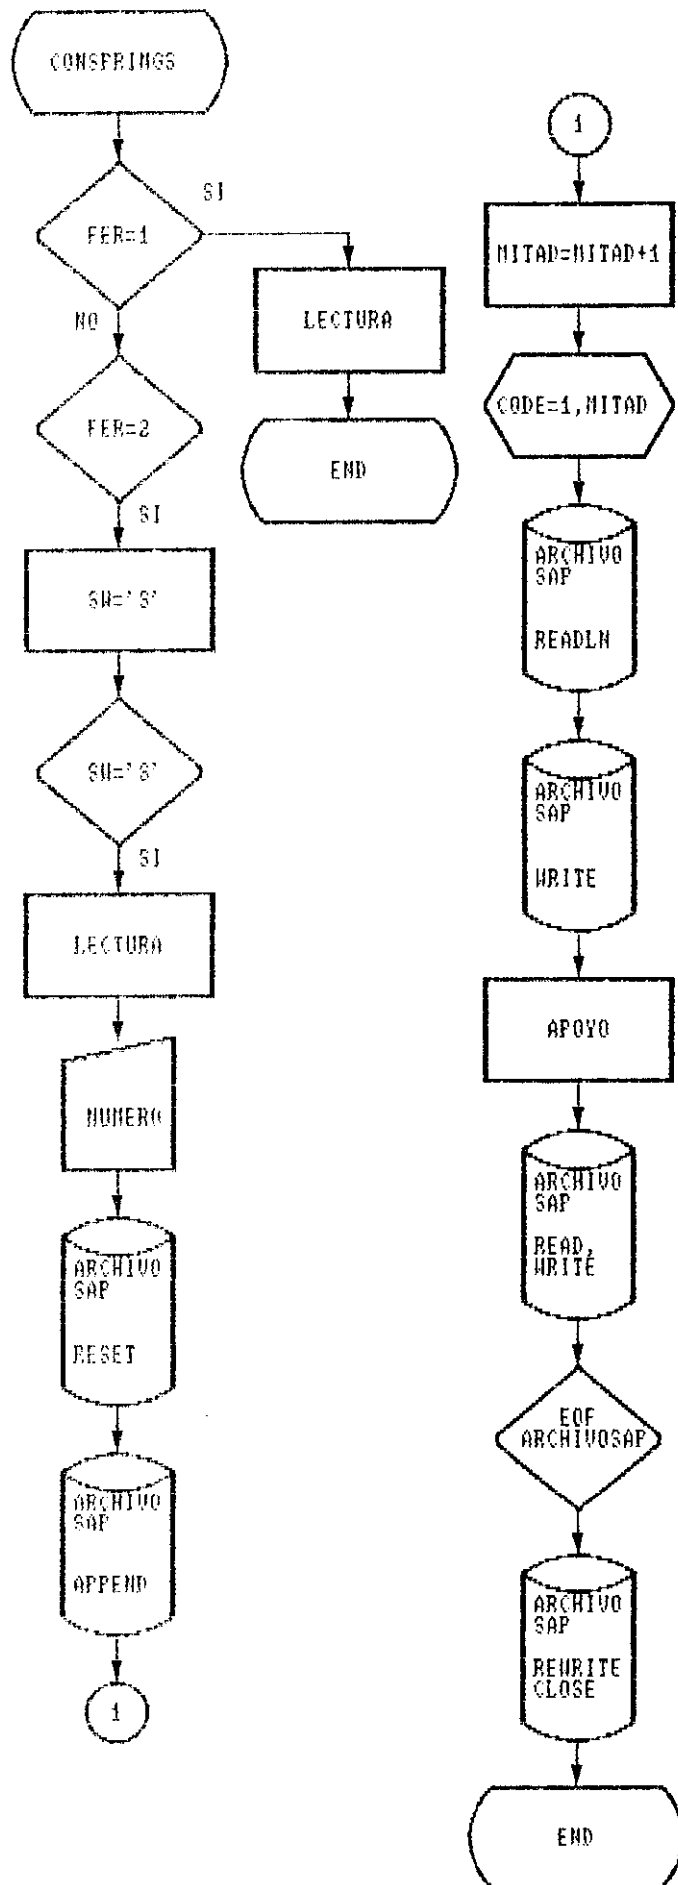 CONSPRINGS
SI
FER=1
LECTURA
NO
FER=2
END
SI
SW='S'
SW='S'
SI
LECTURA
NUMERO
ARCHIVO
SAP
RESET
ARCHIVO
SAP
APPEND
1
1
MITAD=MITAD+1
CODE=1,MITAD
ARCHIVO
SAP
READLN
ARCHIVO
SAP
WRITE
APOYO
ARCHIVO
SAP
READ,
WRITE
EOF
ARCHIVOSAP
ARCHIVO
SAP
REWRITE
CLOSE
END